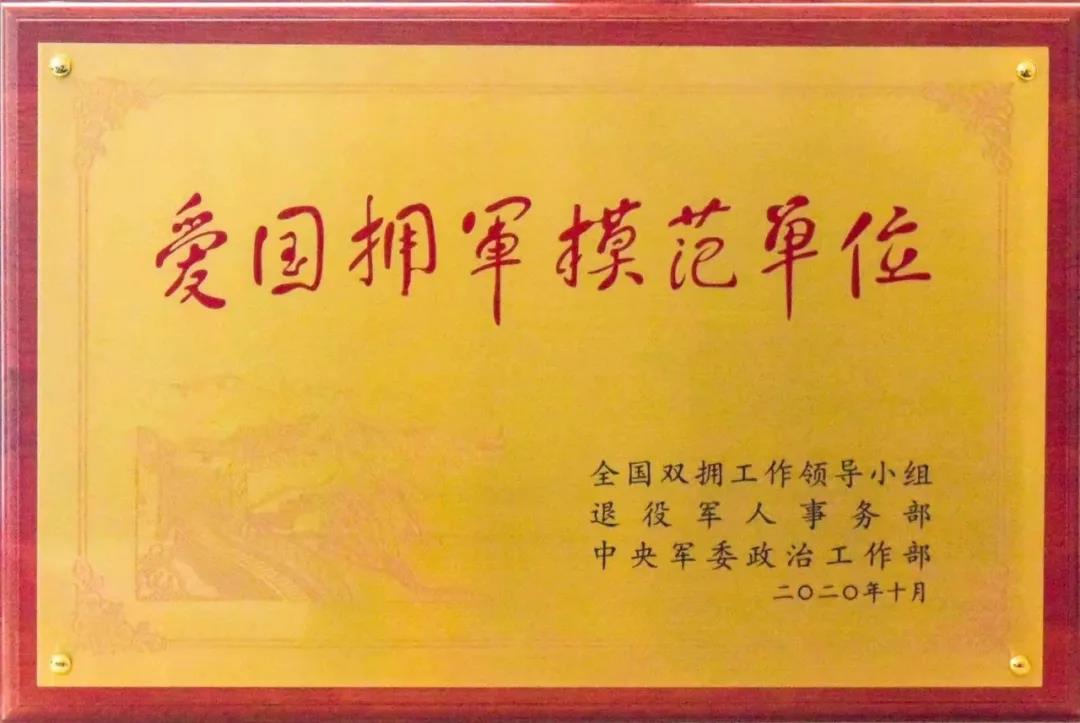 爱国拥軍模范单位
全国双拥工作领导小组
退役军人事务部
中央军委政治工作部
二〇二〇年十月